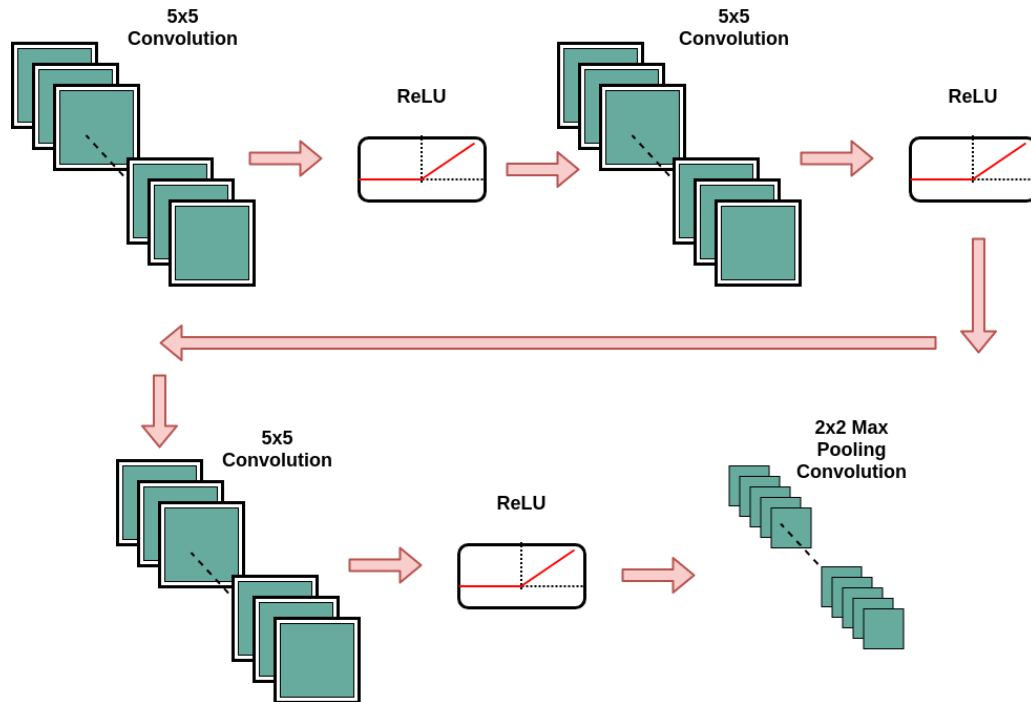 5x5
Convolution
ReLU
5x5
Convolution
ReLU
5x5
Convolution
ReLU
2x2 Max
Pooling
Convolution